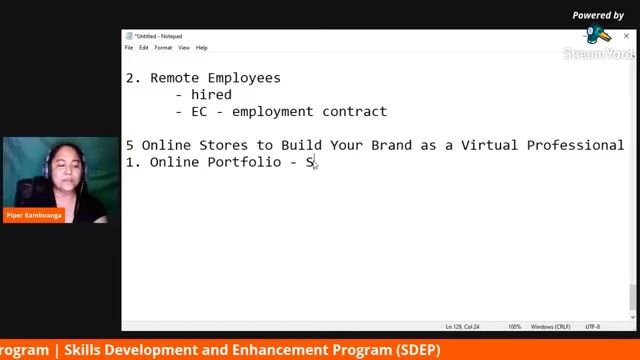 Powered by
StreamYard
*Untitled - Notepad
File Edit Format View Help
2. Remote Employees
- hired
- EC - employment contract
5 Online Stores to Build Your Brand as a Virtual Professional
1. Online Portfolio - S
Piper Ramboanga
Ln 129, Col 24 100% Windows (CRLF) UTF-8
rogram | Skills Development and Enhancement Program (SDEP)